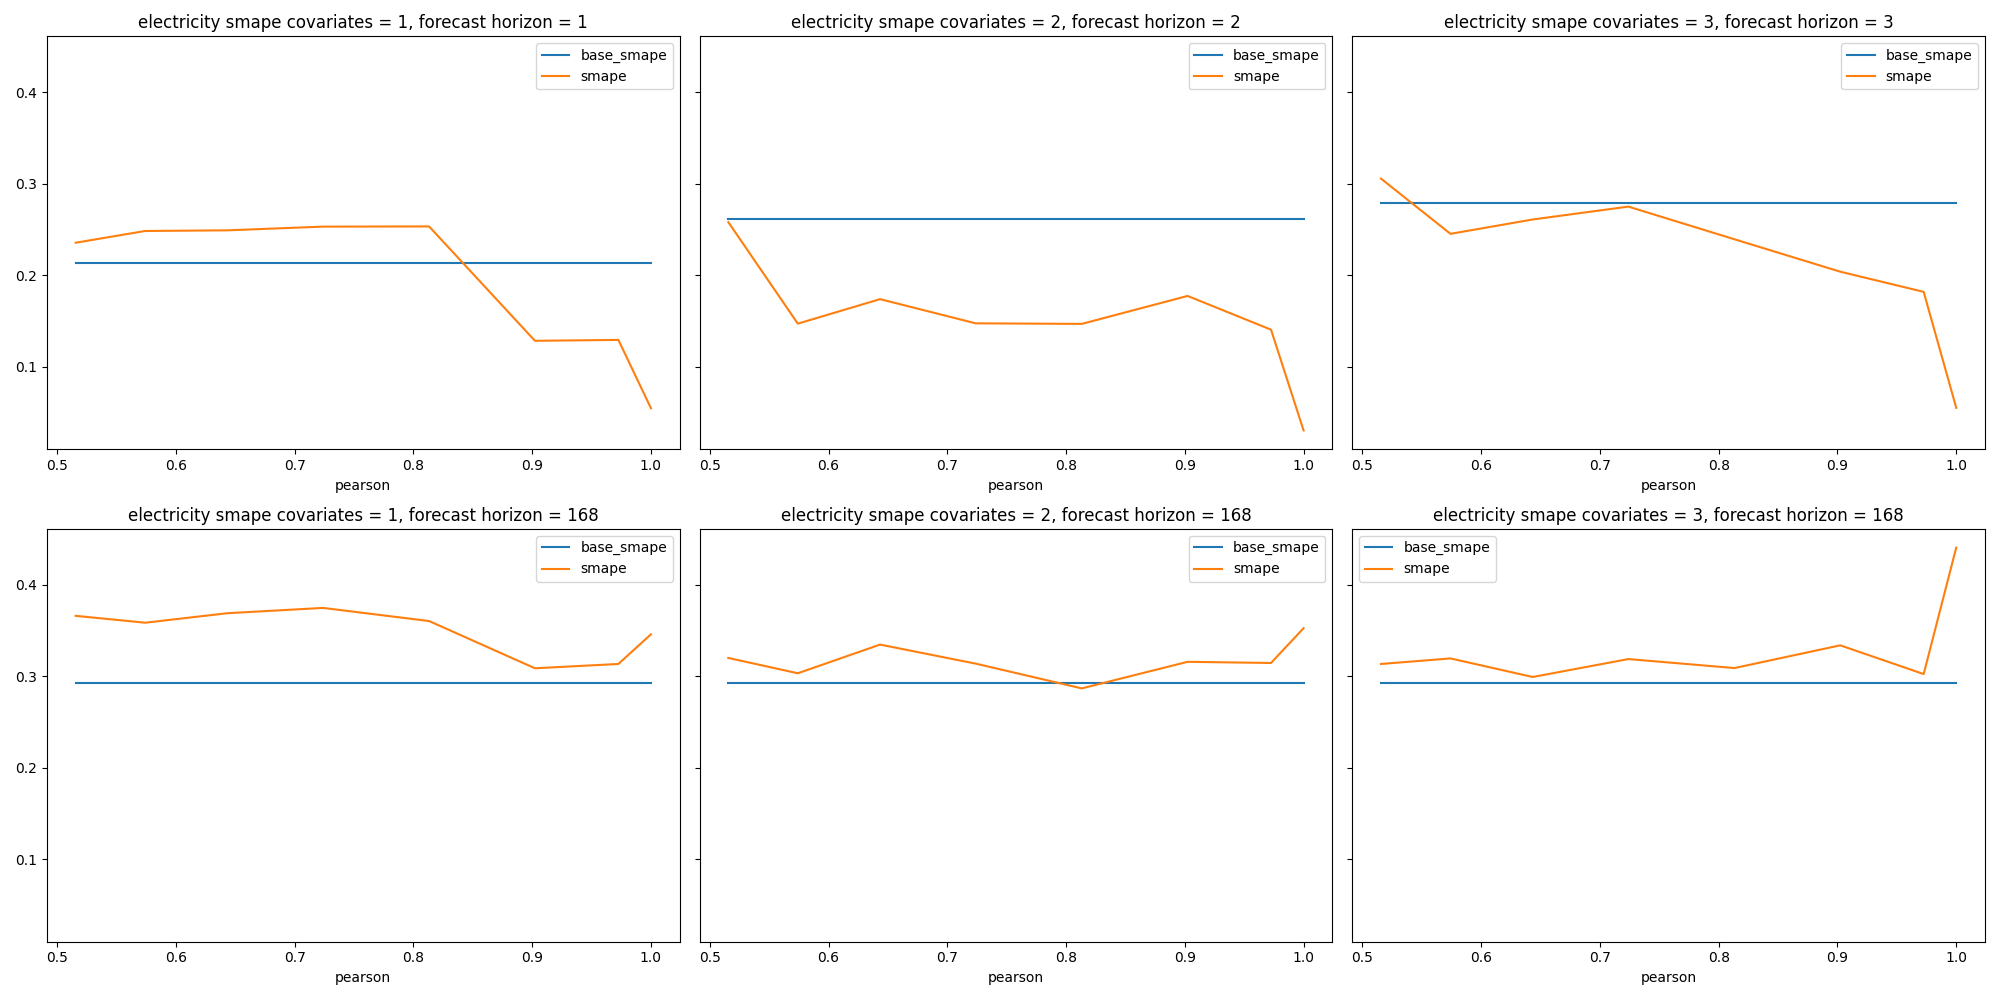 electricity smape covariates = 1, forecast horizon = 1
base_smape
smape
0.4
0.3
0.2
0.1
0.5 0.6 0.7 0.8 0.9 1.0
pearson
electricity smape covariates = 2, forecast horizon = 2
base_smape
smape
0.5 0.6 0.7 0.8 0.9 1.0
pearson
electricity smape covariates = 3, forecast horizon = 3
base_smape
smape
0.5 0.6 0.7 0.8 0.9 1.0
pearson
electricity smape covariates = 1, forecast horizon = 168
base_smape
smape
0.4
0.3
0.2
0.1
0.5 0.6 0.7 0.8 0.9 1.0
pearson
electricity smape covariates = 2, forecast horizon = 168
base_smape
smape
0.5 0.6 0.7 0.8 0.9 1.0
pearson
electricity smape covariates = 3, forecast horizon = 168
base_smape
smape
0.5 0.6 0.7 0.8 0.9 1.0
pearson